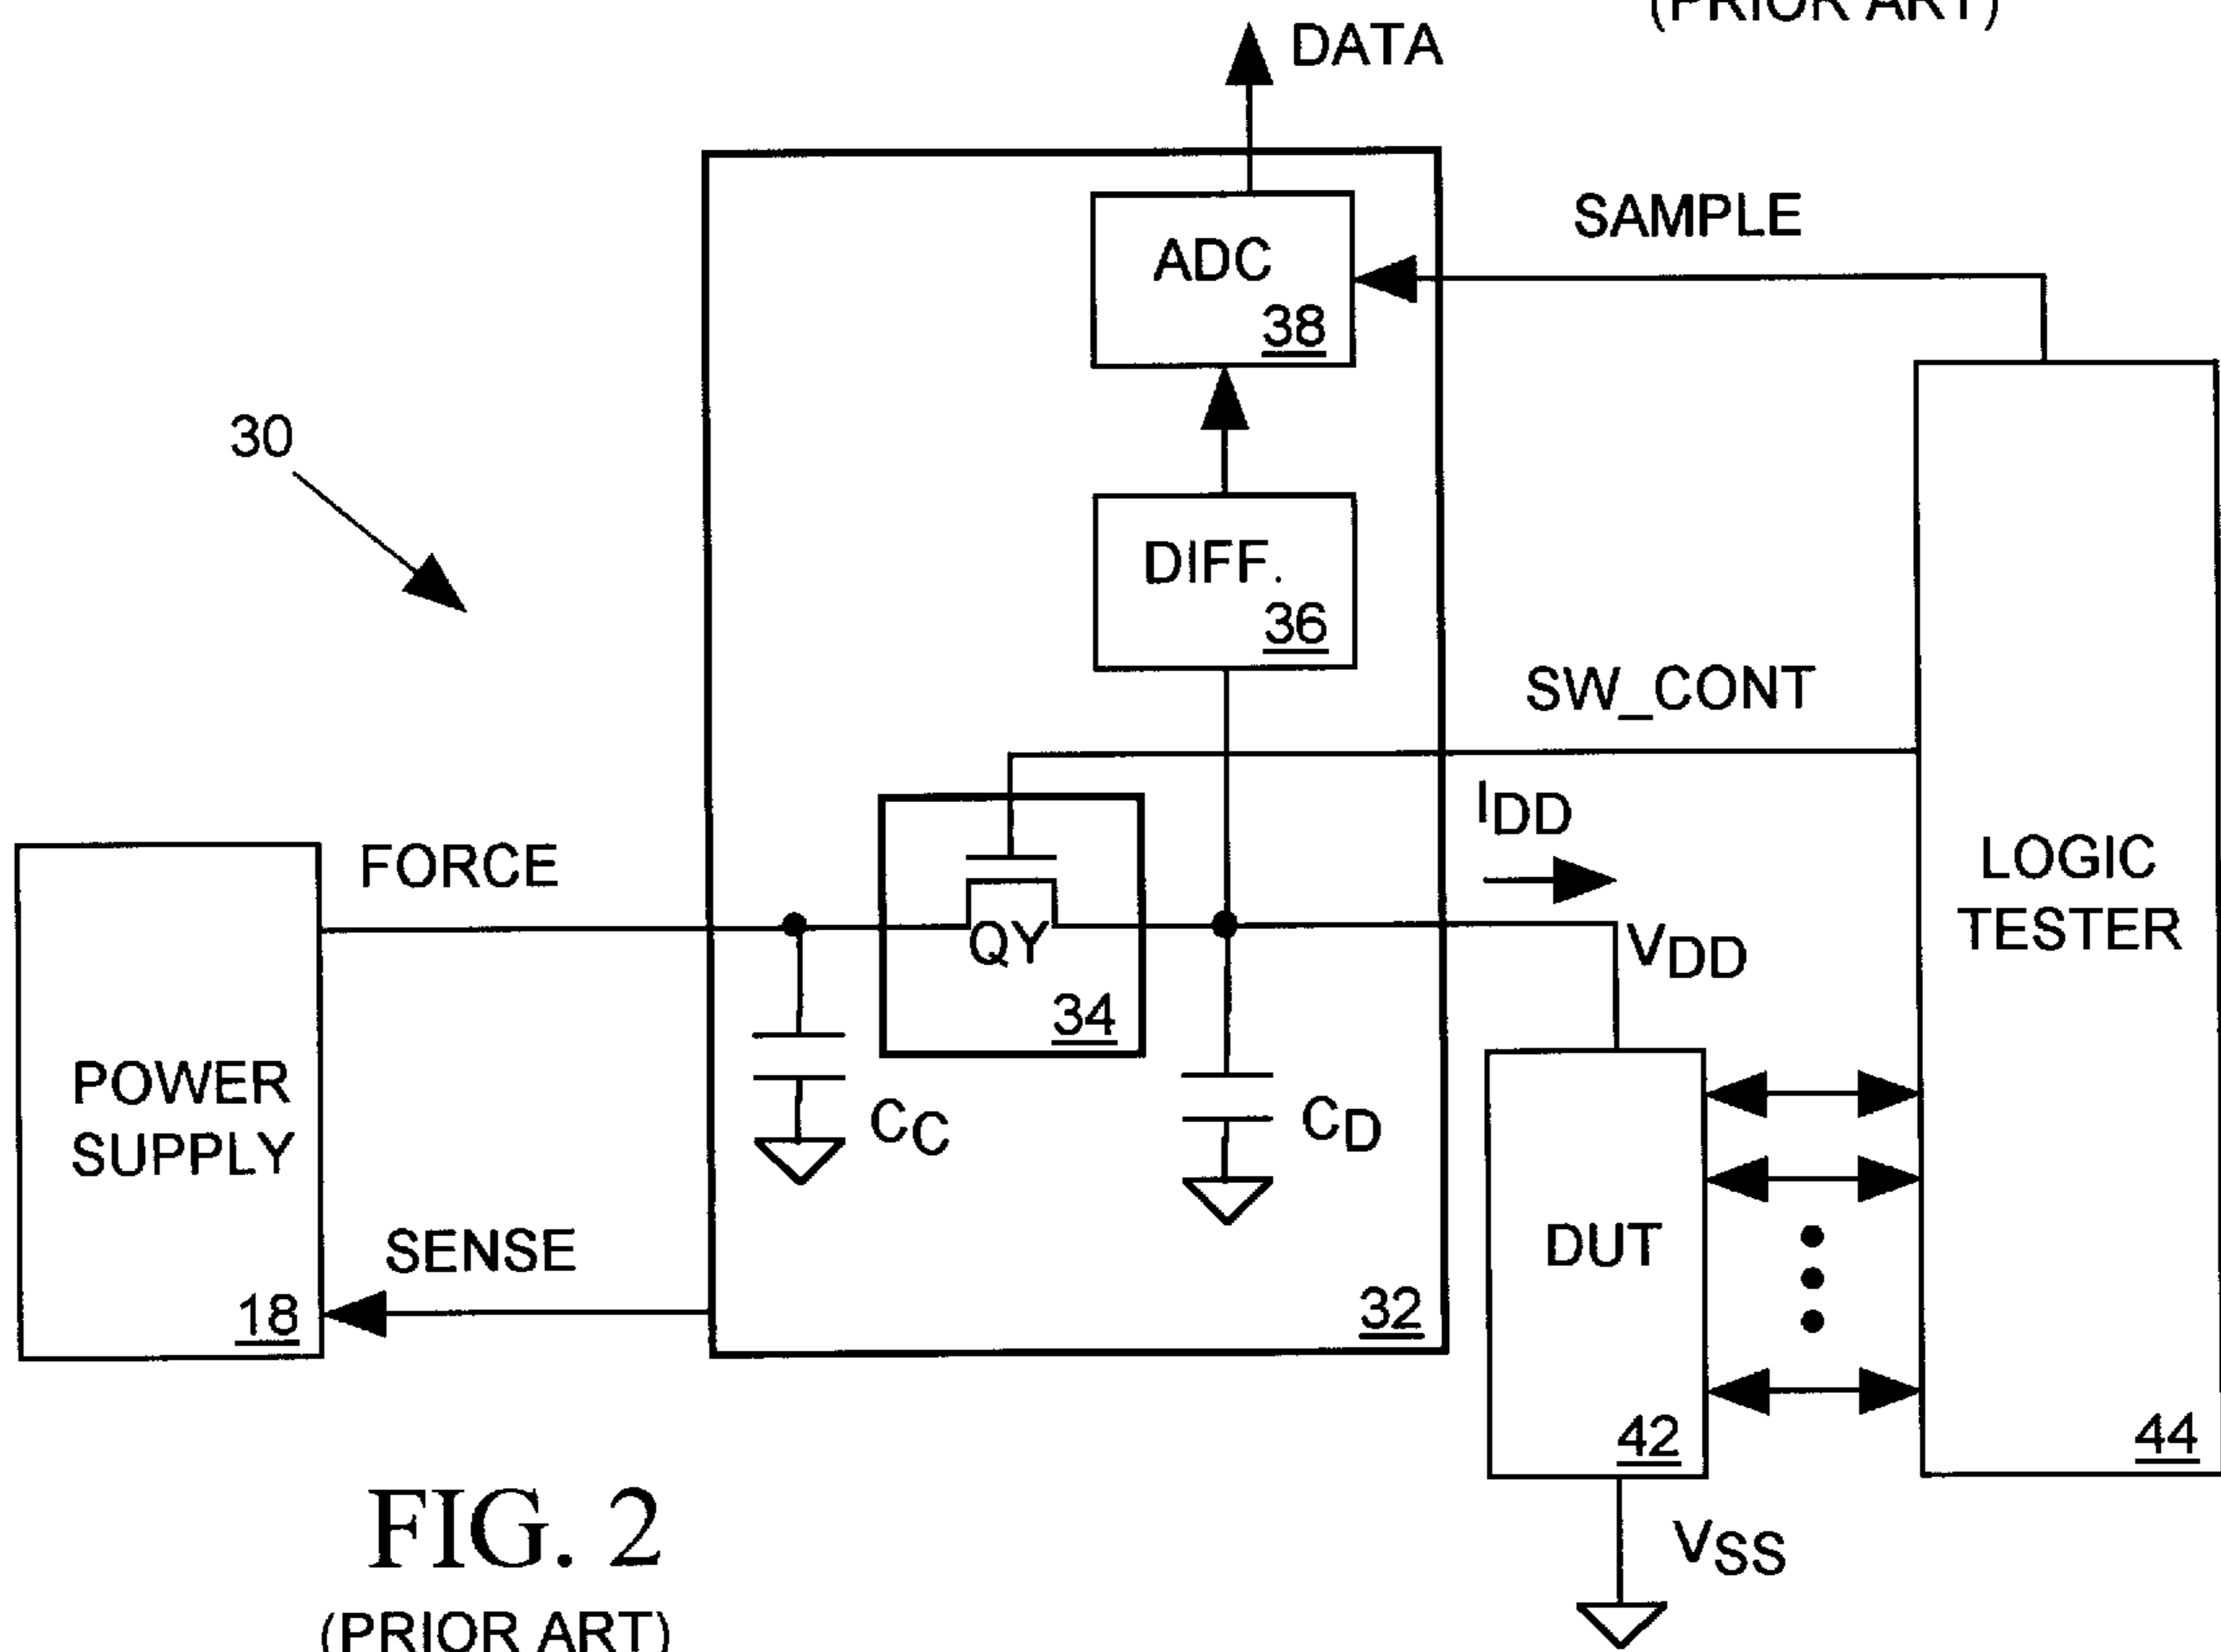 (PRIOR ART)
DATA
SAMPLE
ADC
38
30
DIFF.
36
SW_CONT
IDD
FORCE
QY
34
VDD
LOGIC
TESTER
POWER
SUPPLY
CC
CD
SENSE
18
32
DUT
42
44
FIG. 2
(PRIOR ART)
VSS